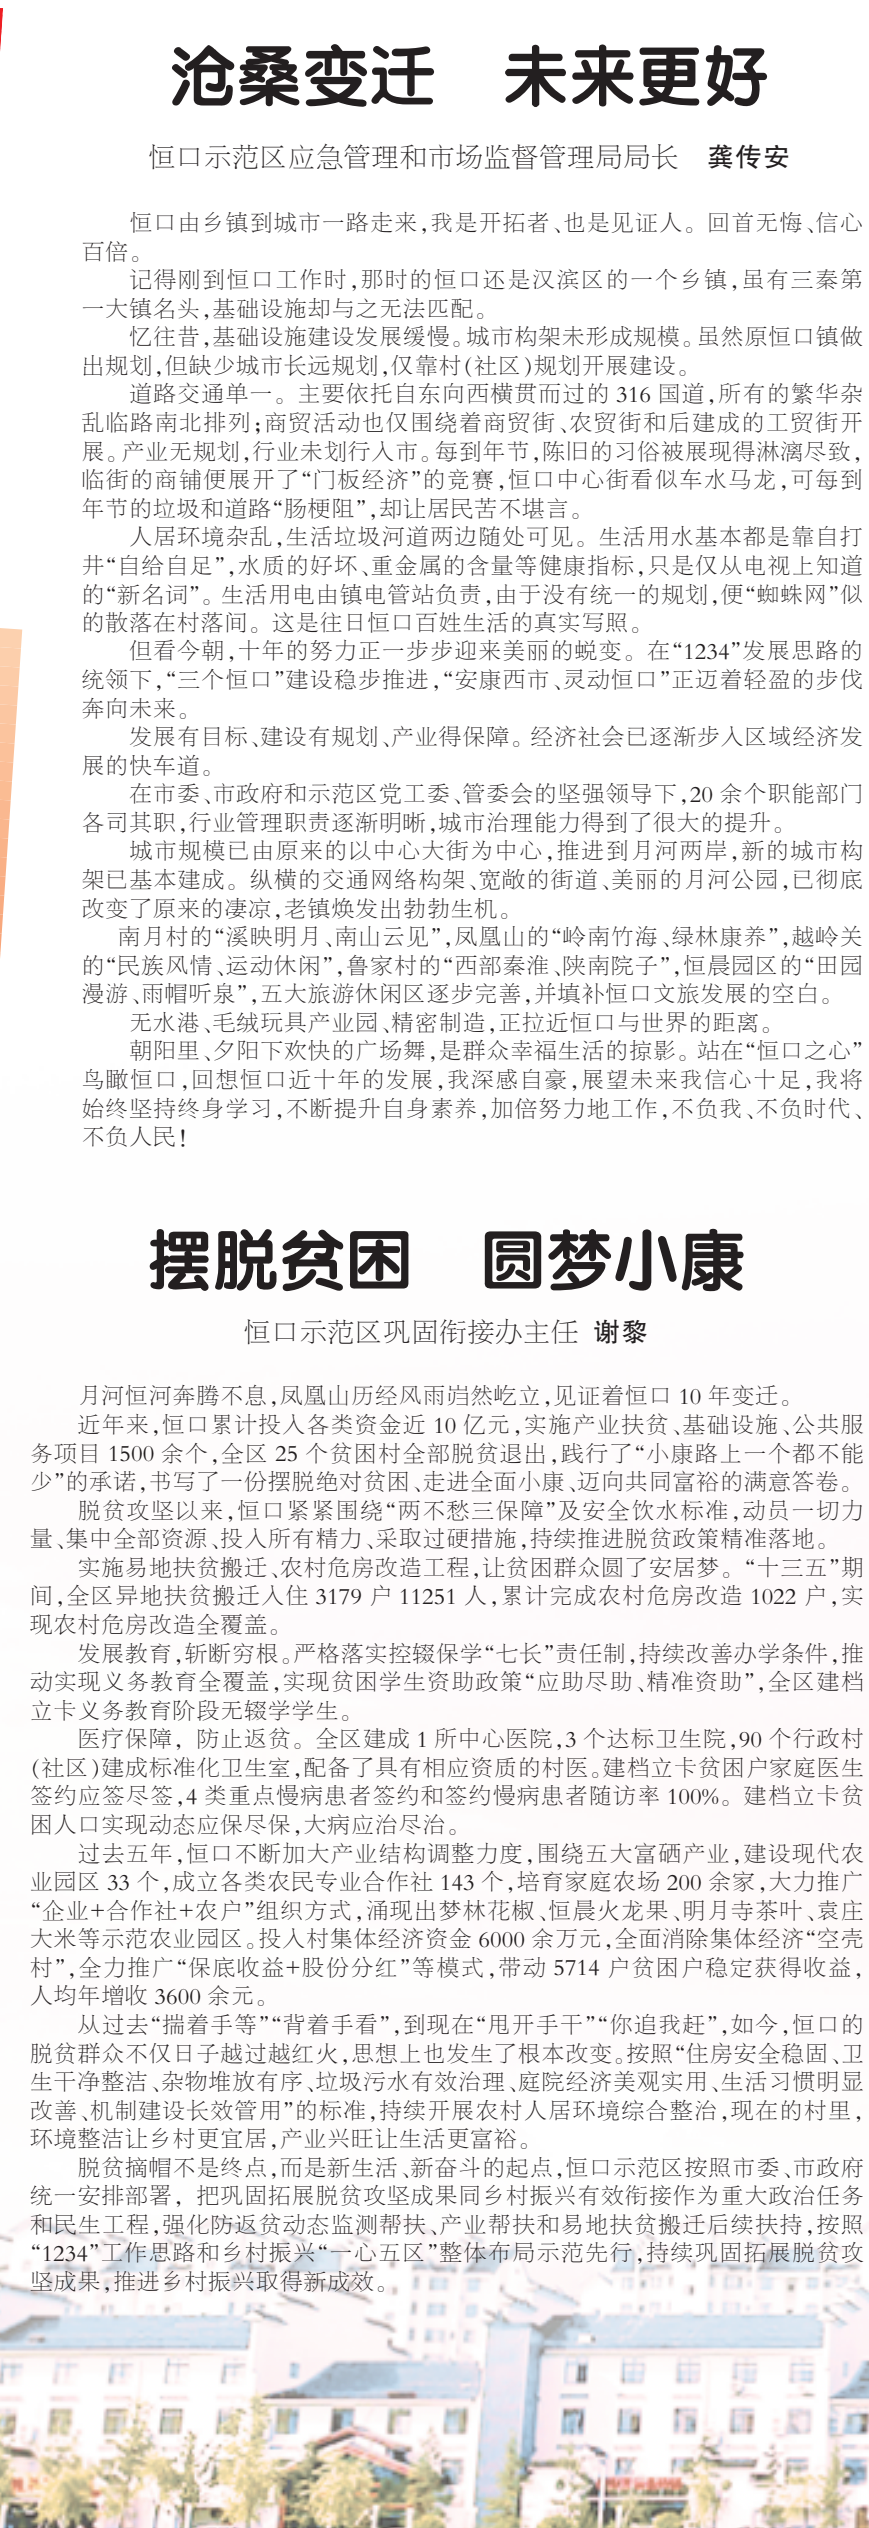 沧桑变迁　未来更好
恒口示范区应急管理和市场监督管理局局长　龚传安
恒口由乡镇到城市一路走来,我是开拓者、也是见证人。回首无悔、信心
百倍。
记得刚到恒口工作时,那时的恒口还是汉滨区的一个乡镇,虽有三秦第
一大镇名头,基础设施却与之无法匹配。
忆往昔,基础设施建设发展缓慢。城市构架未形成规模。虽然原恒口镇做
出规划,但缺少城市长远规划,仅靠村(社区)规划开展建设。
道路交通单一。主要依托自东向西横贯而过的 316 国道,所有的繁华杂
乱临路南北排列;商贸活动也仅围绕着商贸街、农贸街和后建成的工贸街开
展。产业无规划,行业未划行入市。每到年节,陈旧的习俗被展现得淋漓尽致,
临街的商铺便展开了“门板经济”的竞赛,恒口中心街看似车水马龙,可每到
年节的垃圾和道路“肠梗阻”,却让居民苦不堪言。
人居环境杂乱,生活垃圾河道两边随处可见。生活用水基本都是靠自打
井“自给自足”,水质的好坏、重金属的含量等健康指标,只是仅从电视上知道
的“新名词”。生活用电由镇电管站负责,由于没有统一的规划,便“蜘蛛网”似
的散落在村落间。这是往日恒口百姓生活的真实写照。
但看今朝,十年的努力正一步步迎来美丽的蜕变。在“1234”发展思路的
统领下,“三个恒口”建设稳步推进,“安康西市、灵动恒口”正迈着轻盈的步伐
奔向未来。
发展有目标、建设有规划、产业得保障。经济社会已逐渐步入区域经济发
展的快车道。
在市委、市政府和示范区党工委、管委会的坚强领导下,20 余个职能部门
各司其职,行业管理职责逐渐明晰,城市治理能力得到了很大的提升。
城市规模已由原来的以中心大街为中心,推进到月河两岸,新的城市构
架已基本建成。纵横的交通网络构架、宽敞的街道、美丽的月河公园,已彻底
改变了原来的凄凉,老镇焕发出勃勃生机。
南月村的“溪映明月、南山云见”,凤凰山的“岭南竹海、绿林康养”,越岭关
的“民族风情、运动休闲”,鲁家村的“西部秦淮、陕南院子”,恒晨园区的“田园
漫游、雨帽听泉”,五大旅游休闲区逐步完善,并填补恒口文旅发展的空白。
无水港、毛绒玩具产业园、精密制造,正拉近恒口与世界的距离。
朝阳里、夕阳下欢快的广场舞,是群众幸福生活的掠影。站在“恒口之心”
鸟瞰恒口,回想恒口近十年的发展,我深感自豪,展望未来我信心十足,我将
始终坚持终身学习,不断提升自身素养,加倍努力地工作,不负我、不负时代、
不负人民!
摆脱贫困　圆梦小康
恒口示范区巩固衔接办主任 谢黎
月河恒河奔腾不息,凤凰山历经风雨岿然屹立,见证着恒口 10 年变迁。
近年来,恒口累计投入各类资金近 10 亿元,实施产业扶贫、基础设施、公共服
务项目 1500 余个,全区 25 个贫困村全部脱贫退出,践行了“小康路上一个都不能
少”的承诺,书写了一份摆脱绝对贫困、走进全面小康、迈向共同富裕的满意答卷。
脱贫攻坚以来,恒口紧紧围绕“两不愁三保障”及安全饮水标准,动员一切力
量、集中全部资源、投入所有精力、采取过硬措施,持续推进脱贫政策精准落地。
实施易地扶贫搬迁、农村危房改造工程,让贫困群众圆了安居梦。“十三五”期
间,全区异地扶贫搬迁入住 3179 户 11251 人,累计完成农村危房改造 1022 户,实
现农村危房改造全覆盖。
发展教育,斩断穷根。严格落实控辍保学“七长”责任制,持续改善办学条件,推
动实现义务教育全覆盖,实现贫困学生资助政策“应助尽助、精准资助”,全区建档
立卡义务教育阶段无辍学学生。
医疗保障，防止返贫。全区建成 1 所中心医院,3 个达标卫生院,90 个行政村
(社区)建成标准化卫生室,配备了具有相应资质的村医。建档立卡贫困户家庭医生
签约应签尽签,4 类重点慢病患者签约和签约慢病患者随访率 100%。建档立卡贫
困人口实现动态应保尽保,大病应治尽治。
过去五年,恒口不断加大产业结构调整力度,围绕五大富硒产业,建设现代农
业园区 33 个,成立各类农民专业合作社 143 个,培育家庭农场 200 余家,大力推广
“企业+合作社+农户”组织方式,涌现出梦林花椒、恒晨火龙果、明月寺茶叶、袁庄
大米等示范农业园区。投入村集体经济资金 6000 余万元,全面消除集体经济“空壳
村”,全力推广“保底收益+股份分红”等模式,带动 5714 户贫困户稳定获得收益,
人均年增收 3600 余元。
从过去“揣着手等”“背着手看”,到现在“甩开手干”“你追我赶”,如今,恒口的
脱贫群众不仅日子越过越红火,思想上也发生了根本改变。按照“住房安全稳固、卫
生干净整洁、杂物堆放有序、垃圾污水有效治理、庭院经济美观实用、生活习惯明显
改善、机制建设长效管用”的标准,持续开展农村人居环境综合整治,现在的村里,
环境整洁让乡村更宜居,产业兴旺让生活更富裕。
脱贫摘帽不是终点,而是新生活、新奋斗的起点,恒口示范区按照市委、市政府
统一安排部署，把巩固拓展脱贫攻坚成果同乡村振兴有效衔接作为重大政治任务
和民生工程,强化防返贫动态监测帮扶、产业帮扶和易地扶贫搬迁后续扶持,按照
“1234”工作思路和乡村振兴“一心五区”整体布局示范先行,持续巩固拓展脱贫攻
坚成果,推进乡村振兴取得新成效。